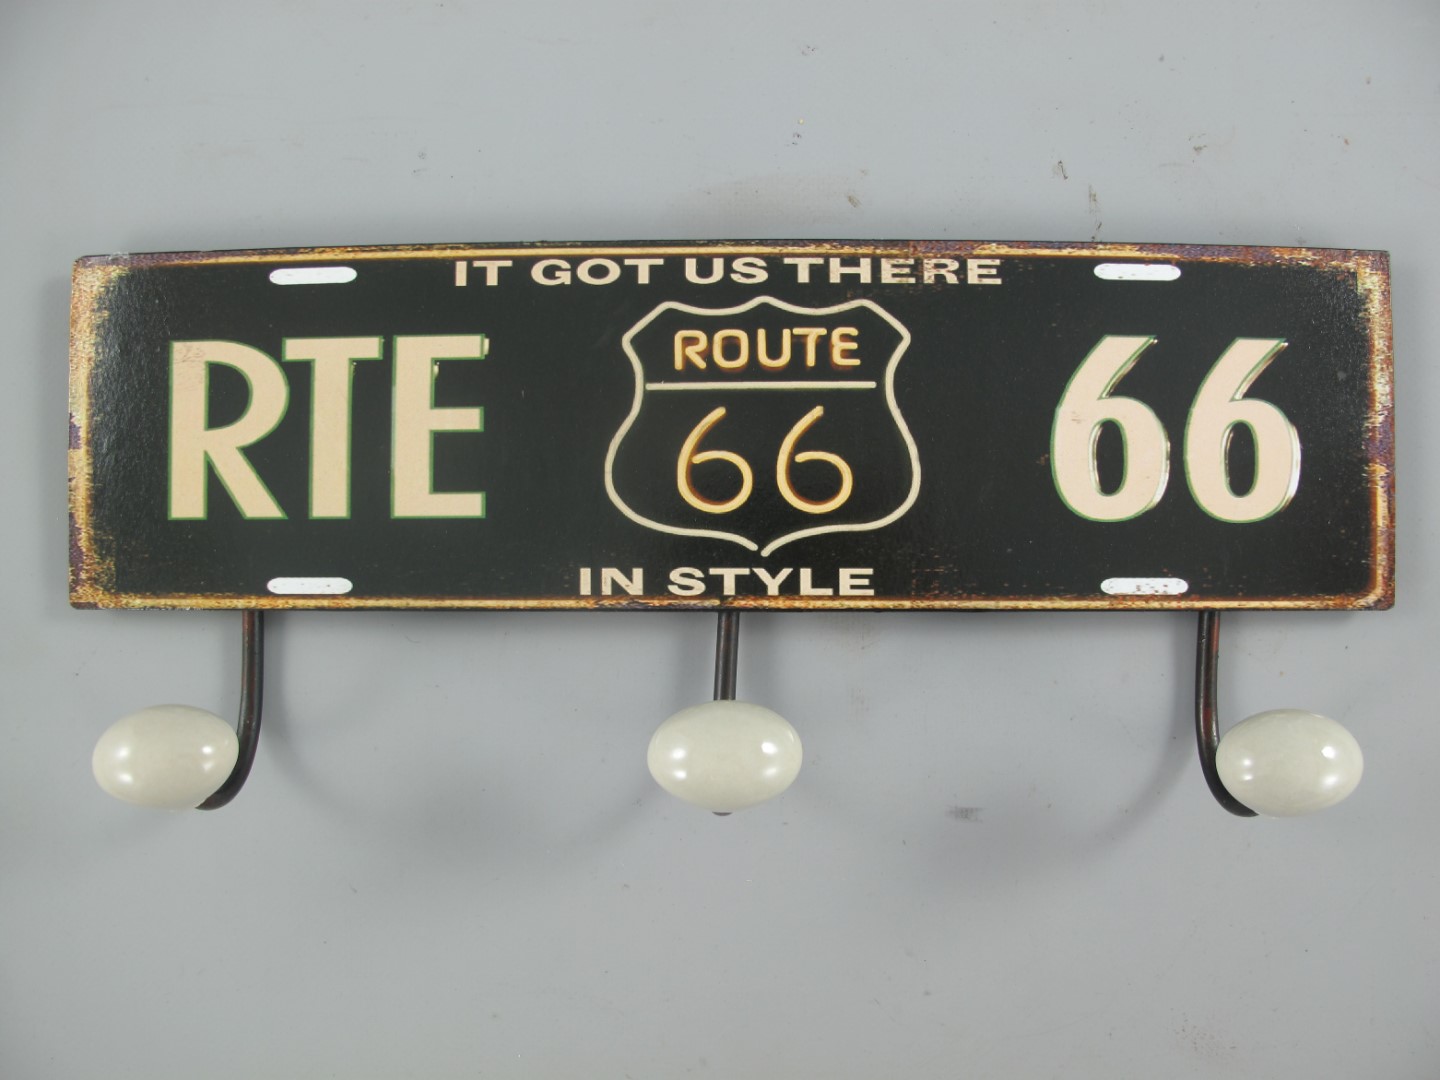 IT GOT US THERE
RTE
ROUTE
66
66
IN STYLE